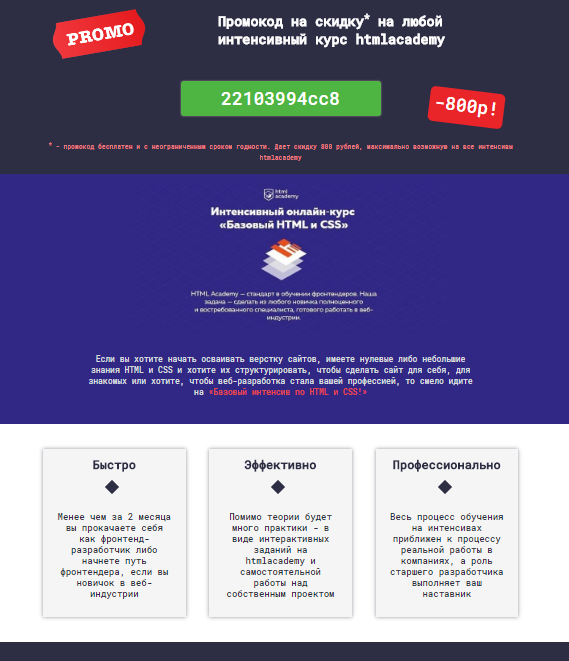 PROMO
Промокод на скидку* на любой
интенсивный курс htmlacademy
22103994cc8
-800р!
* - промокод бесплатен и с неограниченным сроком годности. Дает скидку 800 рублей, максимально возможную на все интенсивы
htmlacademy
html
academy
Интенсивный онлайн-курс
«Базовый HTML и CSS»
HTML Academy — стандарт в обучении фронтендеров. Наша
задача — сделать из любого новичка полноценного
и востребованного специалиста, готового работать в веб-
индустрии.
Если вы хотите начать осваивать верстку сайтов, имеете нулевые либо небольшие
знания HTML и CSS и хотите их структурировать, чтобы сделать сайт для себя, для
знакомых или хотите, чтобы веб-разработка стала вашей профессией, то смело идите
на «Базовый интенсив по HTML и CSS!»
Быстро
Менее чем за 2 месяца
вы прокачаете себя
как фронтенд-
разработчик либо
начнете путь
фронтендера, если вы
новичок в веб-
индустрии
Эффективно
Помимо теории будет
много практики - в
виде интерактивных
заданий на
htmlacademy и
самостоятельной
работы над
собственным проектом
Профессионально
Весь процесс обучения
на интенсивах
приближен к процессу
реальной работы в
компаниях, а роль
старшего разработчика
выполняет ваш
наставник